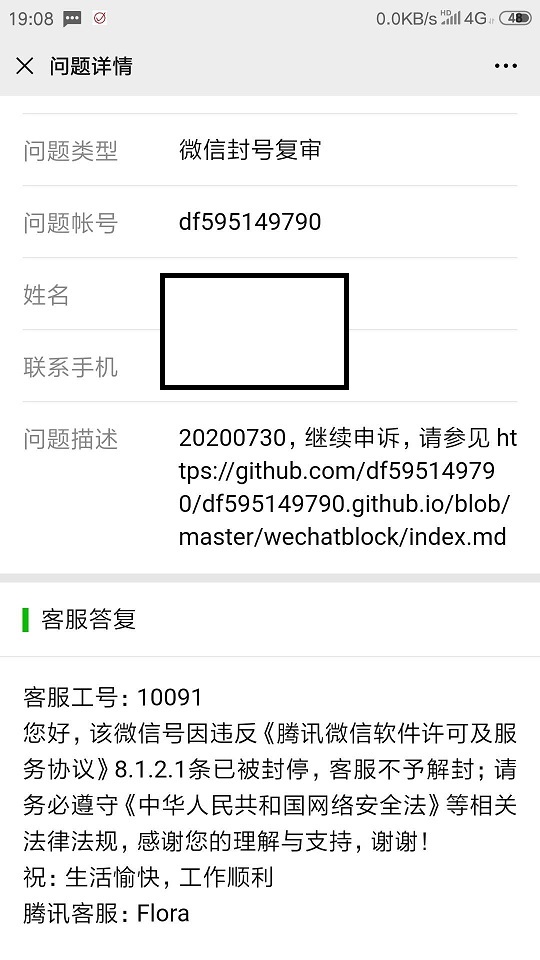 19:08 0.0KB/s HD 4G 48
问题详情
问题类型 微信封号复审
问题帐号 df595149790
姓名
联系手机
问题描述 20200730，继续申诉，请参见 ht
tps://github.com/df59514979
0/df595149790.github.io/blob/
master/wechatblock/index.md
客服答复
客服工号：10091
您好，该微信号因违反《腾讯微信软件许可及服
务协议》8.1.2.1条已被封停，客服不予解封；请
务必遵守《中华人民共和国网络安全法》等相关
法律法规，感谢您的理解与支持，谢谢！
祝：生活愉快，工作顺利
腾讯客服：Flora